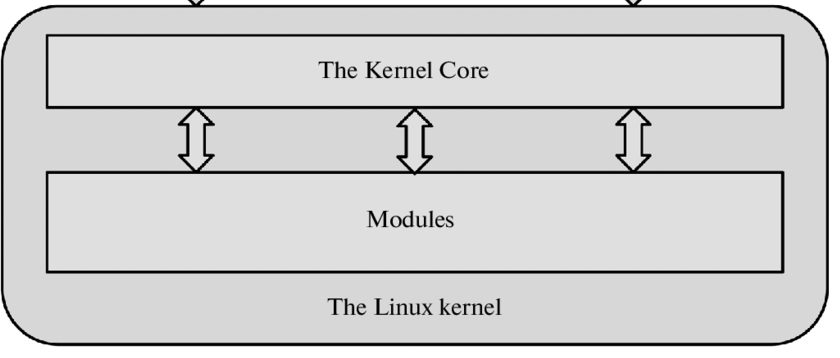 The Kernel Core
Modules
The Linux kernel